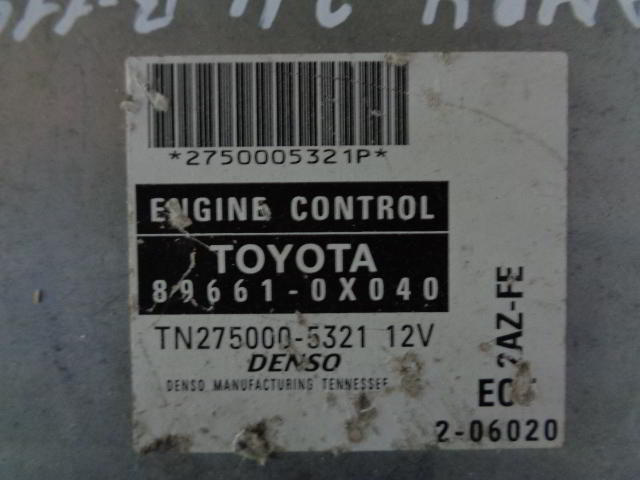 *2750005321P*
ENGINE CONTROL
TOYOTA
89661-0X040
TN275000-5321 12V
DENSO
DENSO MANUFACTURING TENNESSEE
2AZ-FE
2-06020